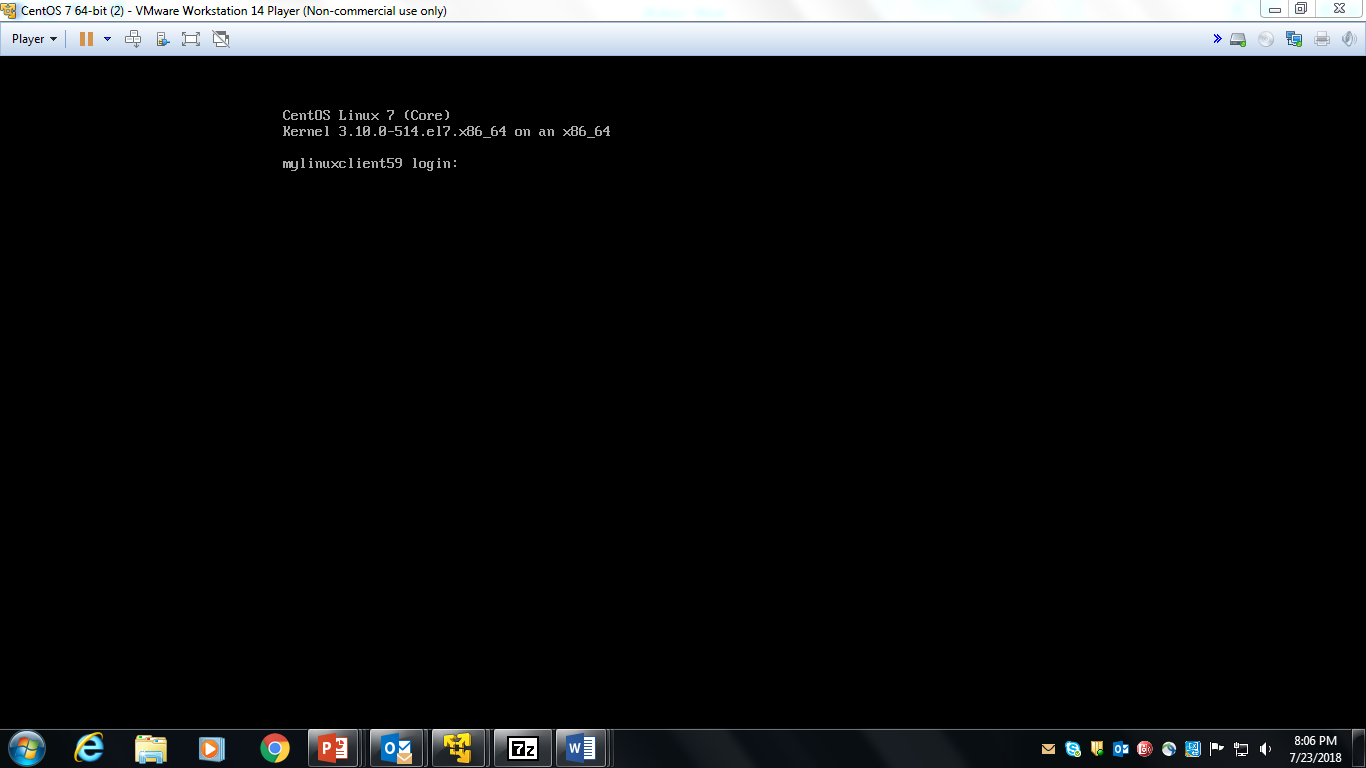 CentOS 7 64-bit (2) - VMware Workstation 14 Player (Non-commercial use only)
Player
CentOS Linux 7 (Core)
Kernel 3.10.0-514.el7.x86_64 on an x86_64
mylinuxclient59 login:
8:06 PM
7/23/2018